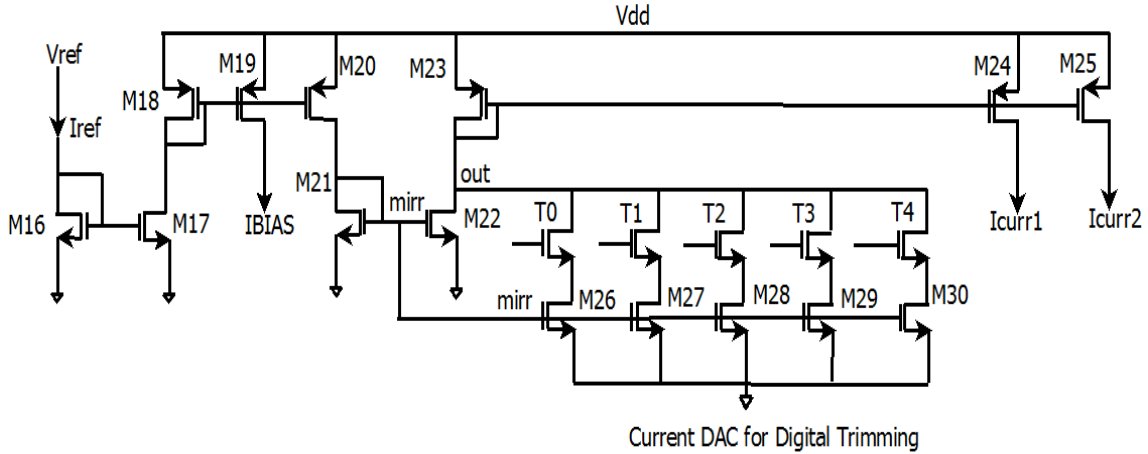 Vdd
Vref
M19
M20
M23
M24
M25
M18
Iref
M21
mirr
out
M16
M17
IBIAS
M22
T0
T1
T2
T3
T4
Icurr1
Icurr2
mirr
M26
M27
M28
M29
M30
Current DAC for Digital Trimming